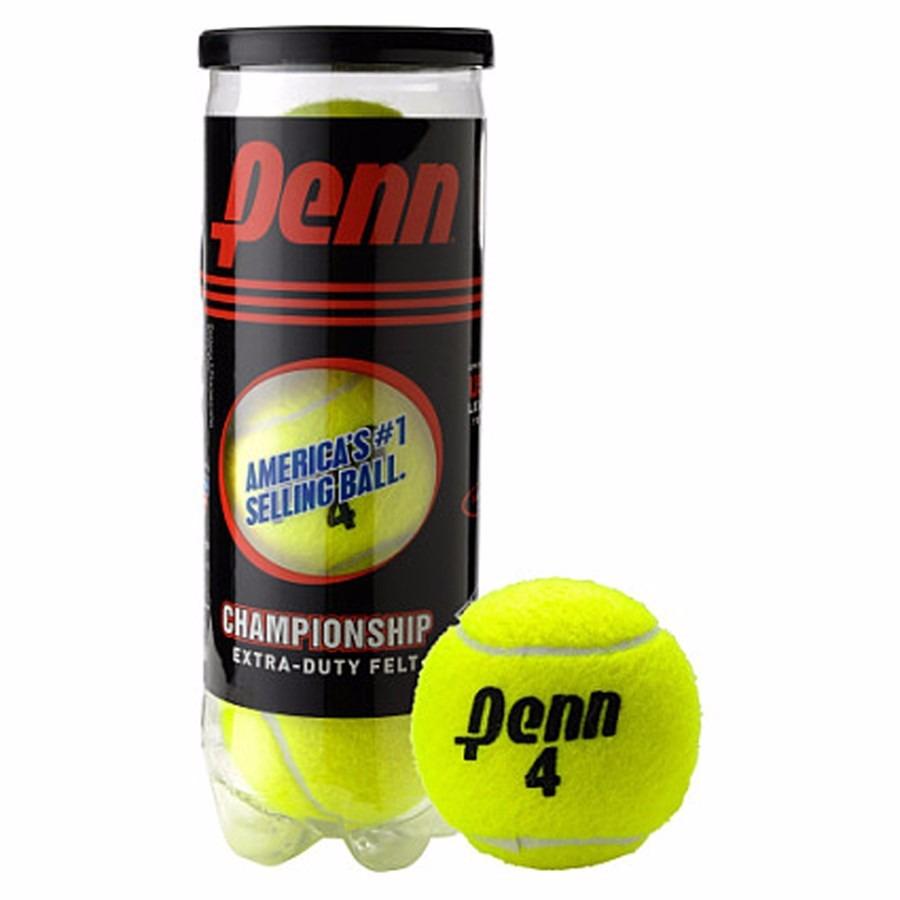 Penn
AMERICA'S #1
SELLING BALL.
4
CHAMPIONSHIP
EXTRA-DUTY FELT
Penn
4